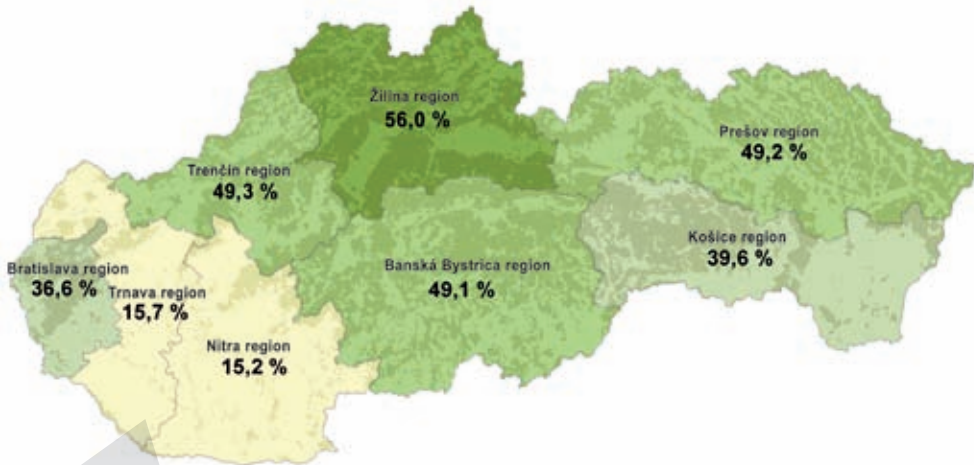 Žilina region
56,0 %
Prešov region
49,2 %
Trenčín region
49,3 %
Košice region
39,6 %
Banská Bystrica region
49,1 %
Bratislava region
36,6 %
Trnava region
15,7 %
Nitra region
15,2 %